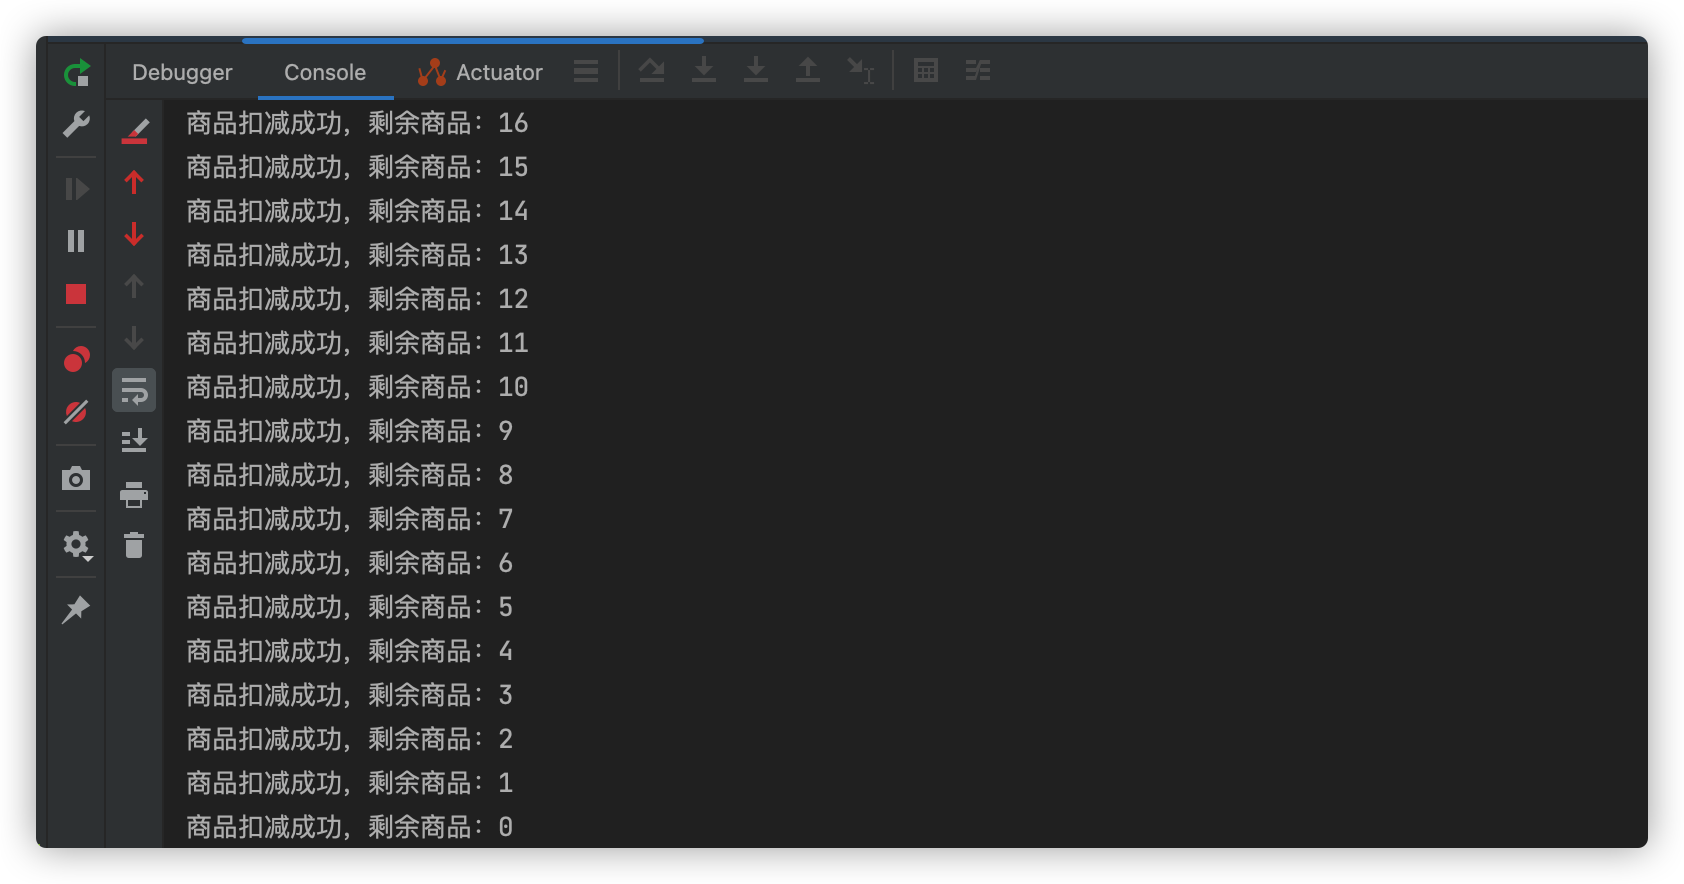 Debugger Console Actuator
商品扣减成功，剩余商品：16
商品扣减成功，剩余商品：15
商品扣减成功，剩余商品：14
商品扣减成功，剩余商品：13
商品扣减成功，剩余商品：12
商品扣减成功，剩余商品：11
商品扣减成功，剩余商品：10
商品扣减成功，剩余商品：9
商品扣减成功，剩余商品：8
商品扣减成功，剩余商品：7
商品扣减成功，剩余商品：6
商品扣减成功，剩余商品：5
商品扣减成功，剩余商品：4
商品扣减成功，剩余商品：3
商品扣减成功，剩余商品：2
商品扣减成功，剩余商品：1
商品扣减成功，剩余商品：0